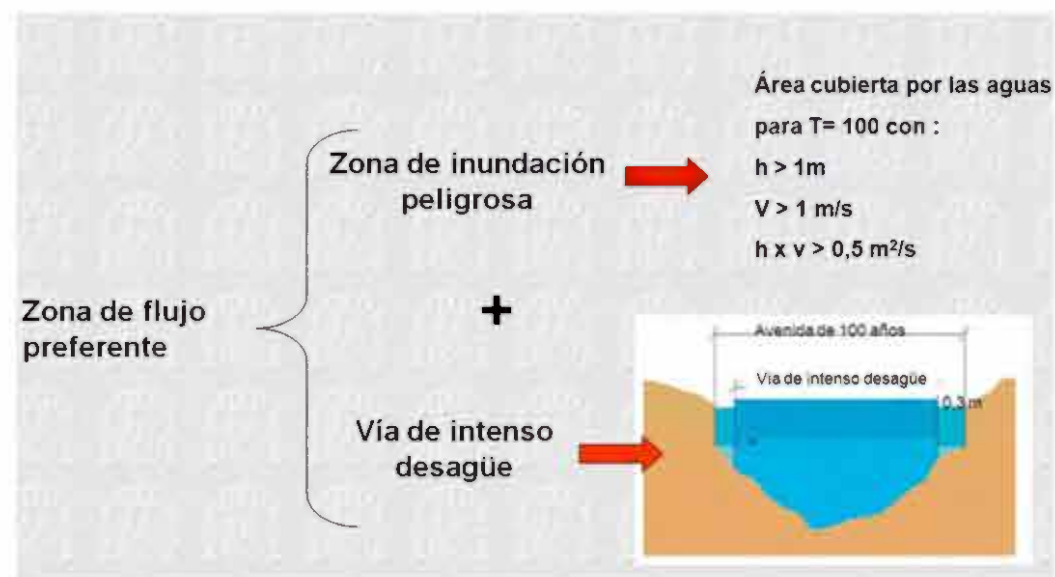 Zona de flujo
preferente
Zona de inundación
peligrosa
+
Vía de intenso
desagüe
Área cubierta por las aguas
para T= 100 con :
h > 1m
V > 1 m/s
h x v > 0,5 m²/s
Avenida de 100 años
Vía de intenso desagüe
0,3 m